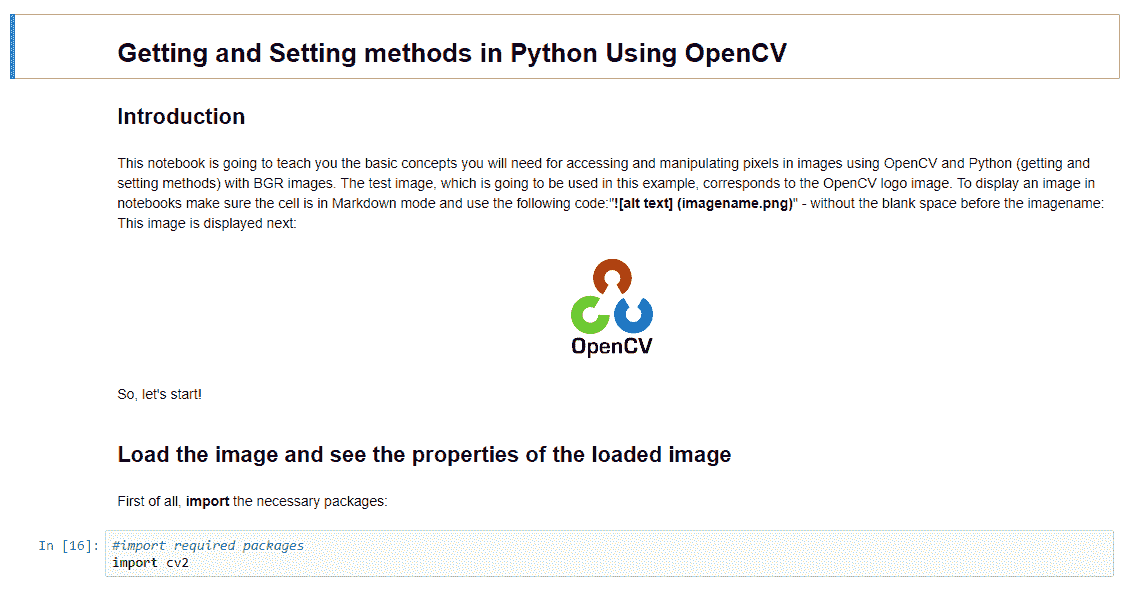 Getting and Setting methods in Python Using OpenCV
Introduction
This notebook is going to teach you the basic concepts you will need for accessing and manipulating pixels in images using OpenCV and Python (getting and
setting methods) with BGR images. The test image, which is going to be used in this example, corresponds to the OpenCV logo image. To display an image in
notebooks make sure the cell is in Markdown mode and use the following code:"![alt text] (imagename.png)" - without the blank space before the imagename:
This image is displayed next:
OpenCV
So, let's start!
Load the image and see the properties of the loaded image
First of all, import the necessary packages:
In [16]: #import required packages
import cv2